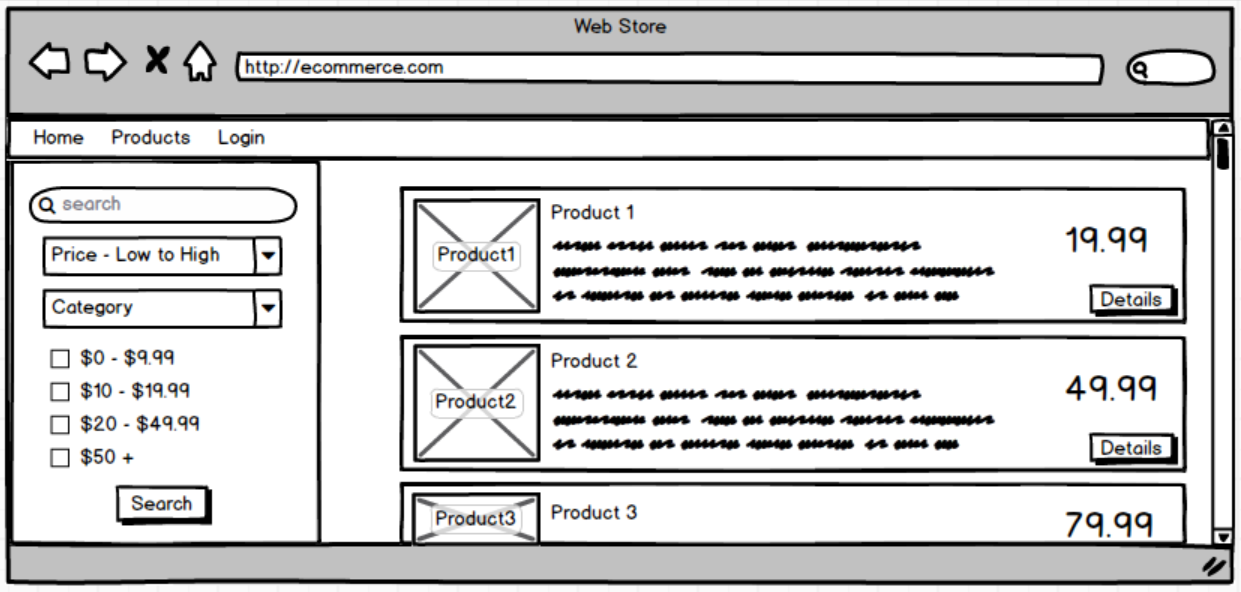 Web Store
http://ecommerce.com
Home Products Login
search
Price - Low to High
Category
$0 - $9.99
$10 - $19.99
$20 - $49.99
$50 +
Search
Product1
Product 1
19.99
Details
Product2
Product 2
49.99
Details
Product3
Product 3
79.99